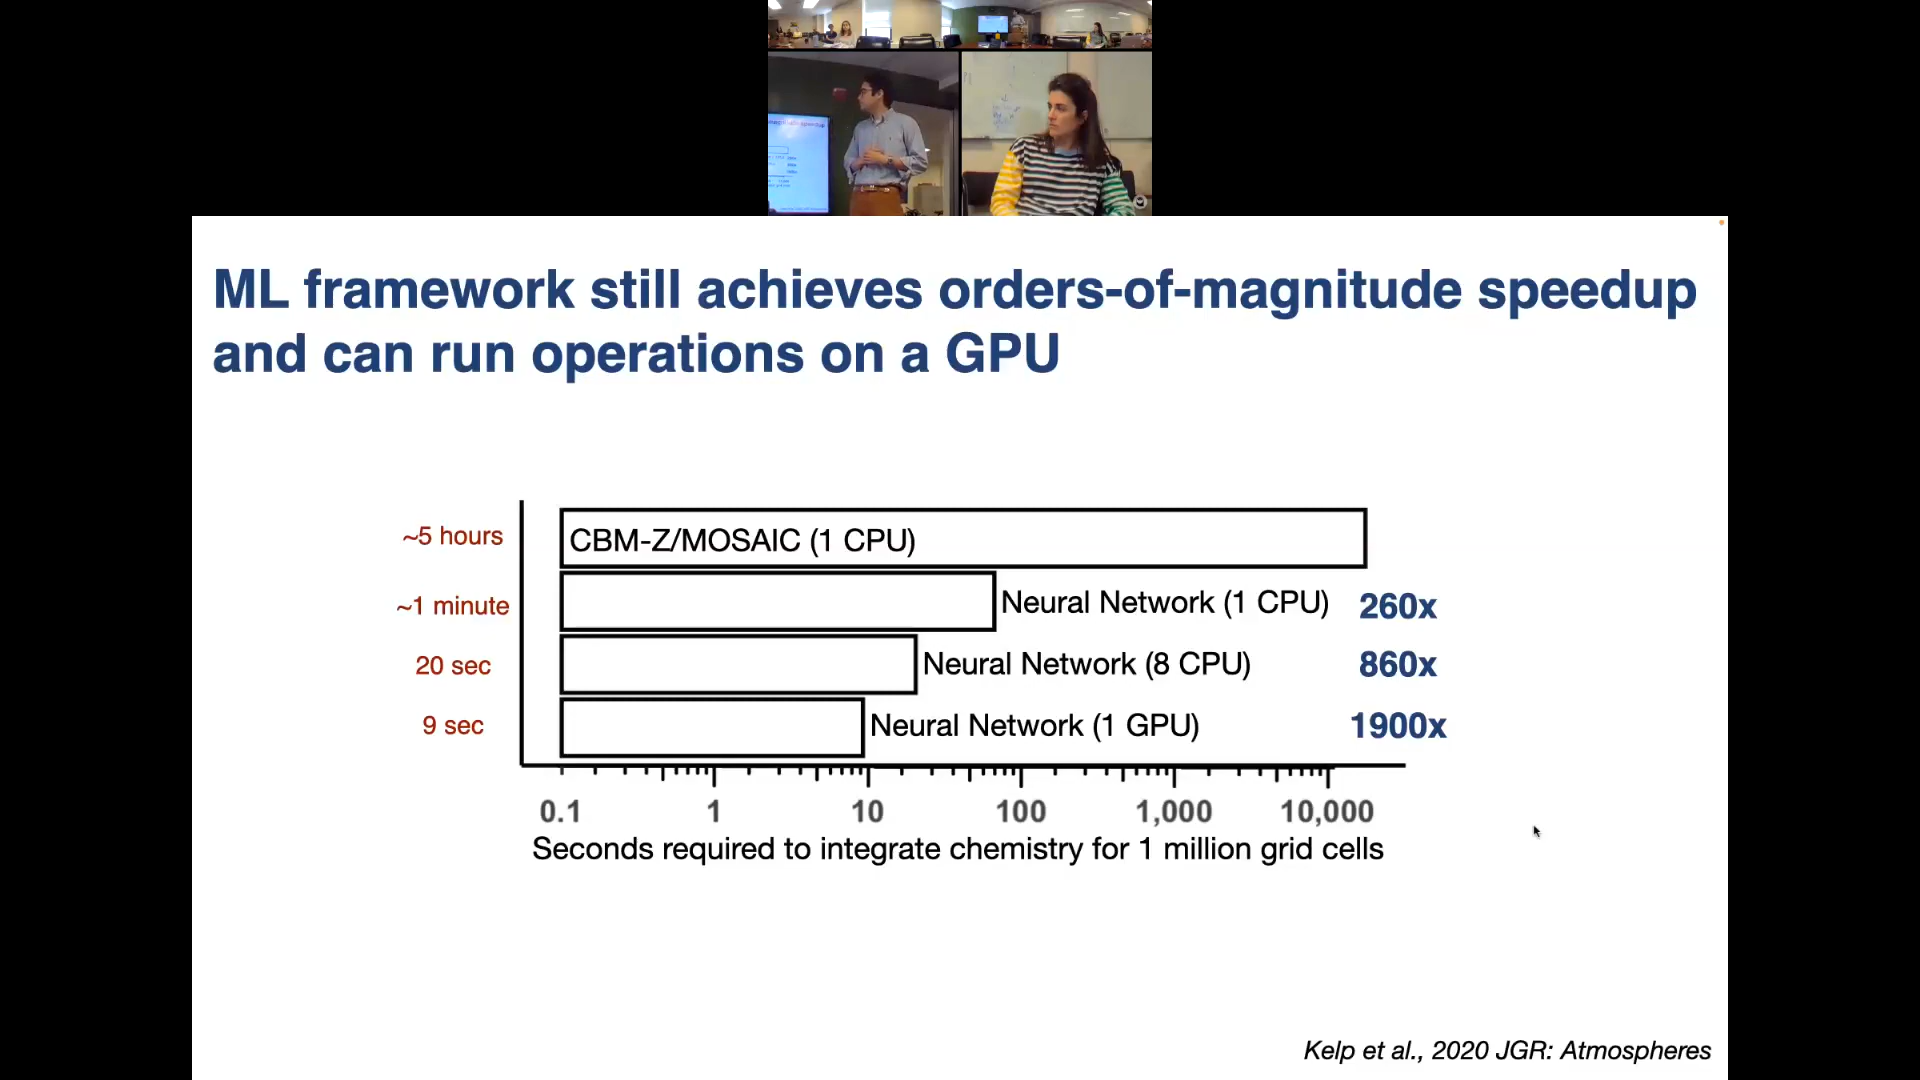 ML framework still achieves orders-of-magnitude speedup
and can run operations on a GPU
~5 hours
CBM-Z/MOSAIC (1 CPU)
~1 minute
Neural Network (1 CPU)
260x
20 sec
Neural Network (8 CPU)
860x
9 sec
Neural Network (1 GPU)
1900x
0.1
1
10
100
1,000
10,000
Seconds required to integrate chemistry for 1 million grid cells
Kelp et al., 2020 JGR: Atmospheres